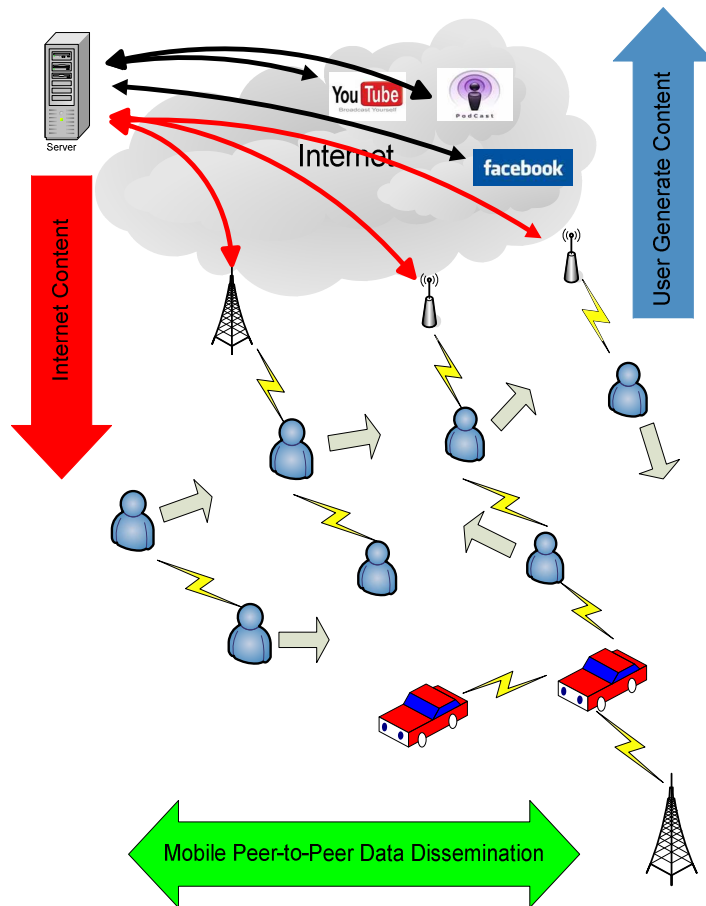 Server
YouTube
Broadcast Yourself
PodCast
Internet
facebook
User Generate Content
Internet Content
Mobile Peer-to-Peer Data Dissemination